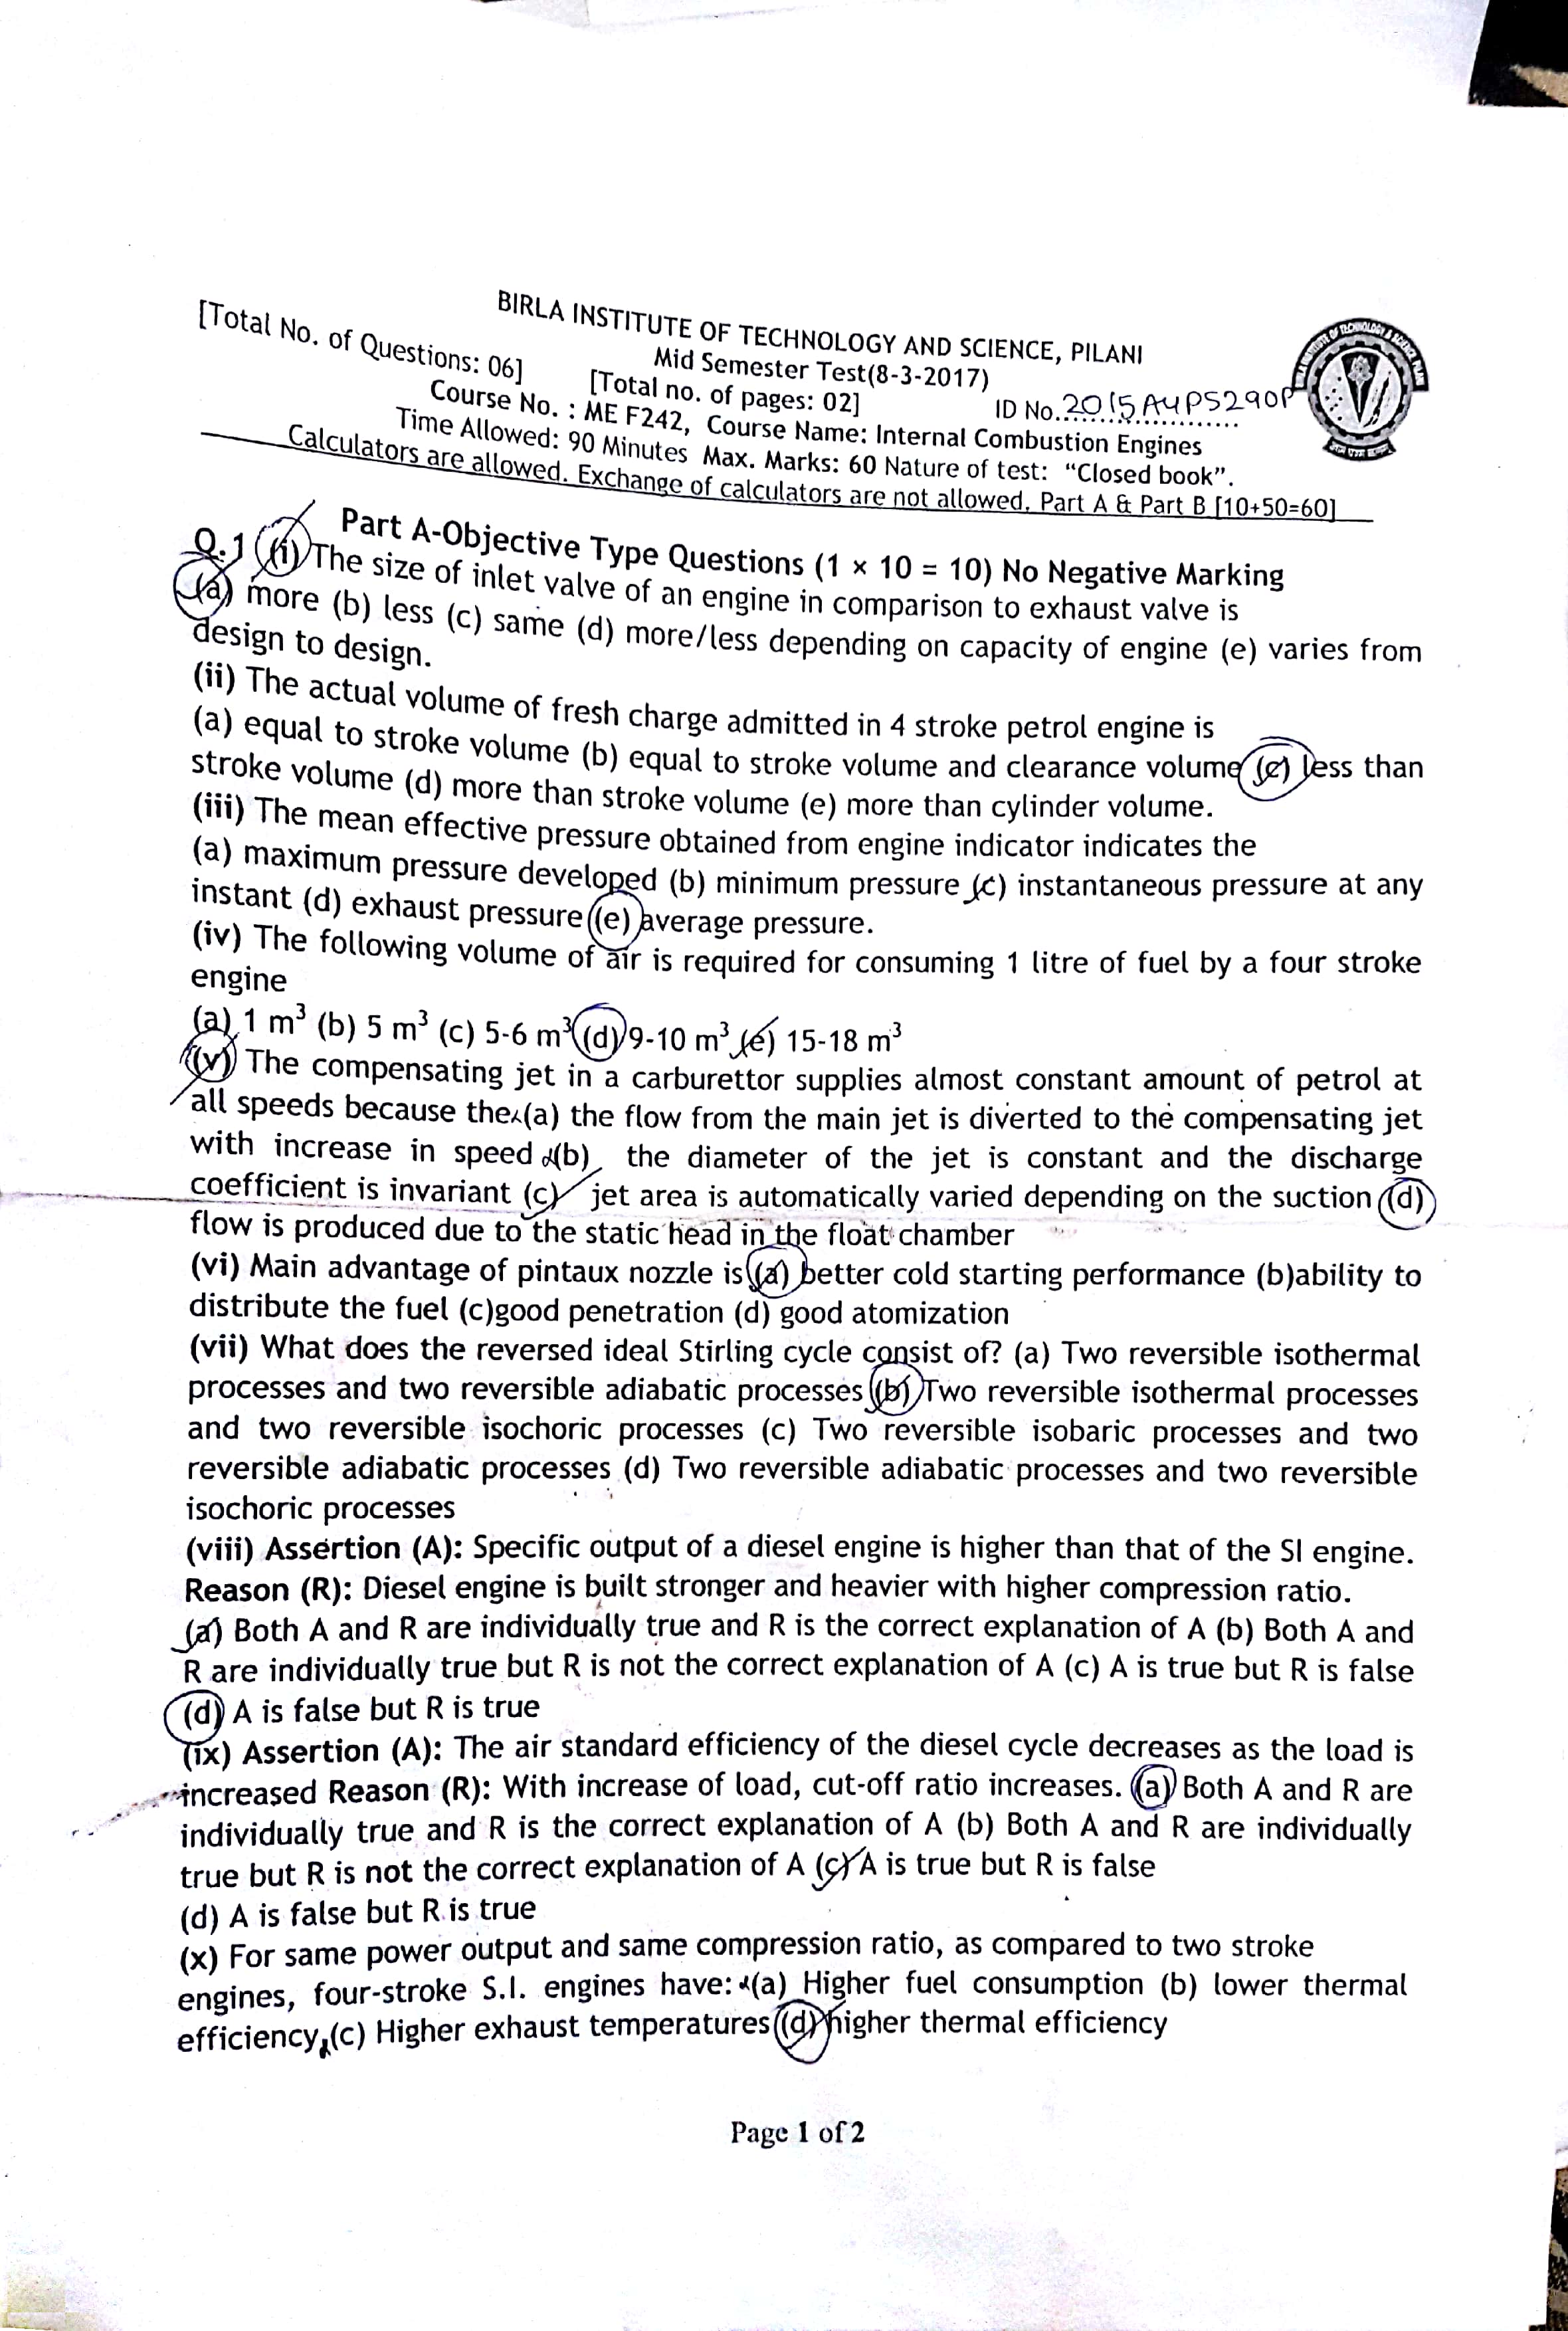 BIRLA INSTITUTE OF TECHNOLOGY AND SCIENCE, PILANI
Mid Semester Test(8-3-2017)
[Total No. of Questions: 06] [Total no. of pages: 02] ID No. 2015A4PS290P
Course No. : ME F242, Course Name: Internal Combustion Engines
Time Allowed: 90 Minutes Max. Marks: 60 Nature of test: “Closed book”.
Calculators are allowed. Exchange of calculators are not allowed. Part A & Part B [10+50=60]
Part A-Objective Type Questions (1 × 10 = 10) No Negative Marking
Q.1 (i) The size of inlet valve of an engine in comparison to exhaust valve is
(a) more (b) less (c) same (d) more/less depending on capacity of engine (e) varies from
design to design.
(ii) The actual volume of fresh charge admitted in 4 stroke petrol engine is
(a) equal to stroke volume (b) equal to stroke volume and clearance volume (c) less than
stroke volume (d) more than stroke volume (e) more than cylinder volume.
(iii) The mean effective pressure obtained from engine indicator indicates the
(a) maximum pressure developed (b) minimum pressure (c) instantaneous pressure at any
instant (d) exhaust pressure (e) average pressure.
(iv) The following volume of air is required for consuming 1 litre of fuel by a four stroke
engine
(a) 1 m³ (b) 5 m³ (c) 5-6 m³ (d) 9-10 m³ (e) 15-18 m³
(v) The compensating jet in a carburettor supplies almost constant amount of petrol at
all speeds because the (a) the flow from the main jet is diverted to the compensating jet
with increase in speed (b) the diameter of the jet is constant and the discharge
coefficient is invariant (c) jet area is automatically varied depending on the suction (d)
flow is produced due to the static head in the float chamber
(vi) Main advantage of pintaux nozzle is (a) better cold starting performance (b)ability to
distribute the fuel (c)good penetration (d) good atomization
(vii) What does the reversed ideal Stirling cycle consist of? (a) Two reversible isothermal
processes and two reversible adiabatic processes (b) Two reversible isothermal processes
and two reversible isochoric processes (c) Two reversible isobaric processes and two
reversible adiabatic processes (d) Two reversible adiabatic processes and two reversible
isochoric processes
(viii) Assertion (A): Specific output of a diesel engine is higher than that of the SI engine.
Reason (R): Diesel engine is built stronger and heavier with higher compression ratio.
(a) Both A and R are individually true and R is the correct explanation of A (b) Both A and
R are individually true but R is not the correct explanation of A (c) A is true but R is false
(d) A is false but R is true
(ix) Assertion (A): The air standard efficiency of the diesel cycle decreases as the load is
increased Reason (R): With increase of load, cut-off ratio increases. (a) Both A and R are
individually true and R is the correct explanation of A (b) Both A and R are individually
true but R is not the correct explanation of A (c) A is true but R is false
(d) A is false but R is true
(x) For same power output and same compression ratio, as compared to two stroke
engines, four-stroke S.I. engines have: (a) Higher fuel consumption (b) lower thermal
efficiency (c) Higher exhaust temperatures (d) higher thermal efficiency
Page 1 of 2